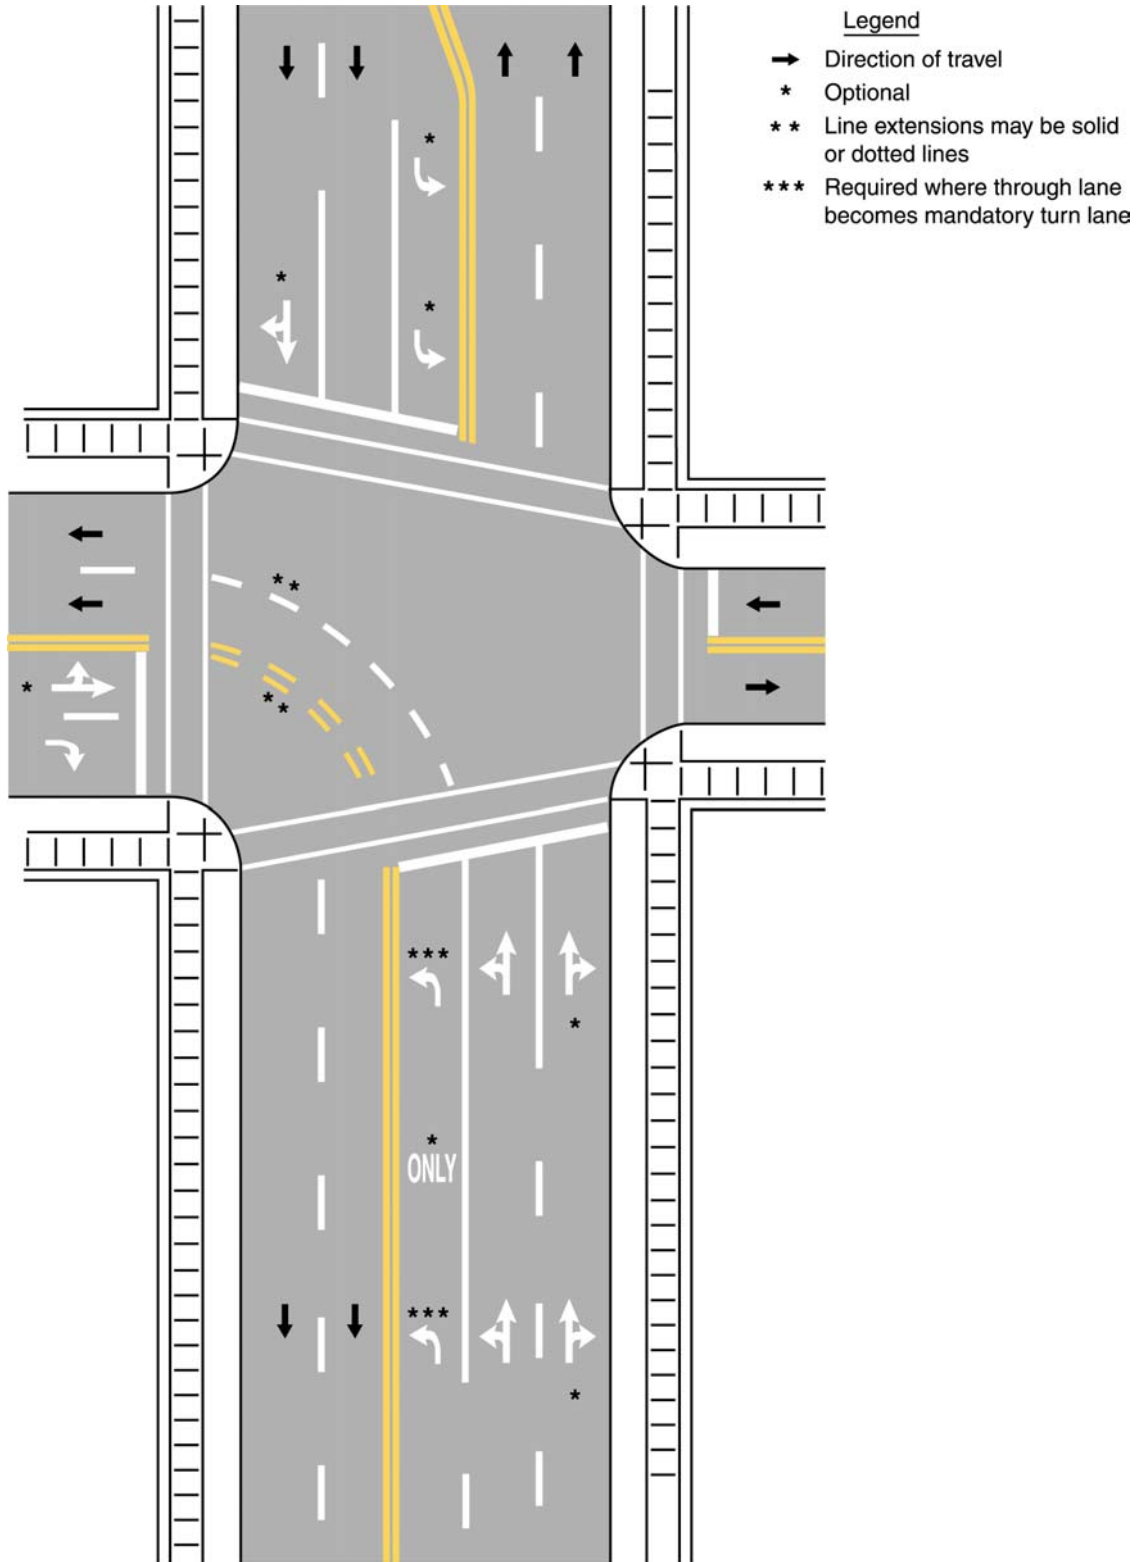 Legend
Direction of travel
* Optional
** Line extensions may be solid
or dotted lines
*** Required where through lane
becomes mandatory turn lane
*
*
*
**
*
**
***
*
*
ONLY
***
*